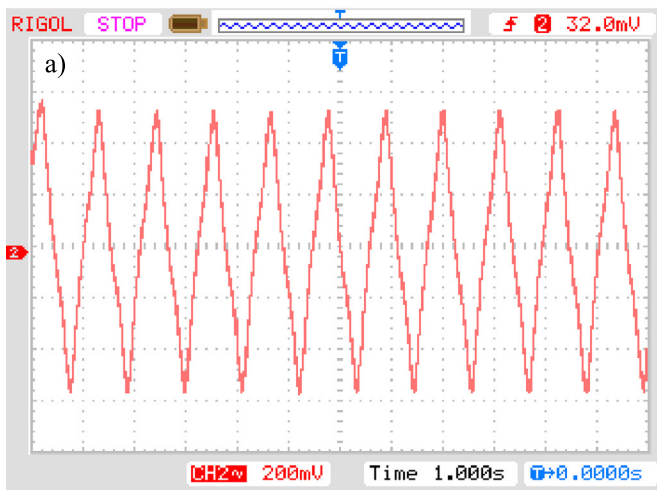 RIGOL STOP ƒ 2 32.0mV
T
a)
2
CH2~ 200mV Time 1.000s T→0.0000s